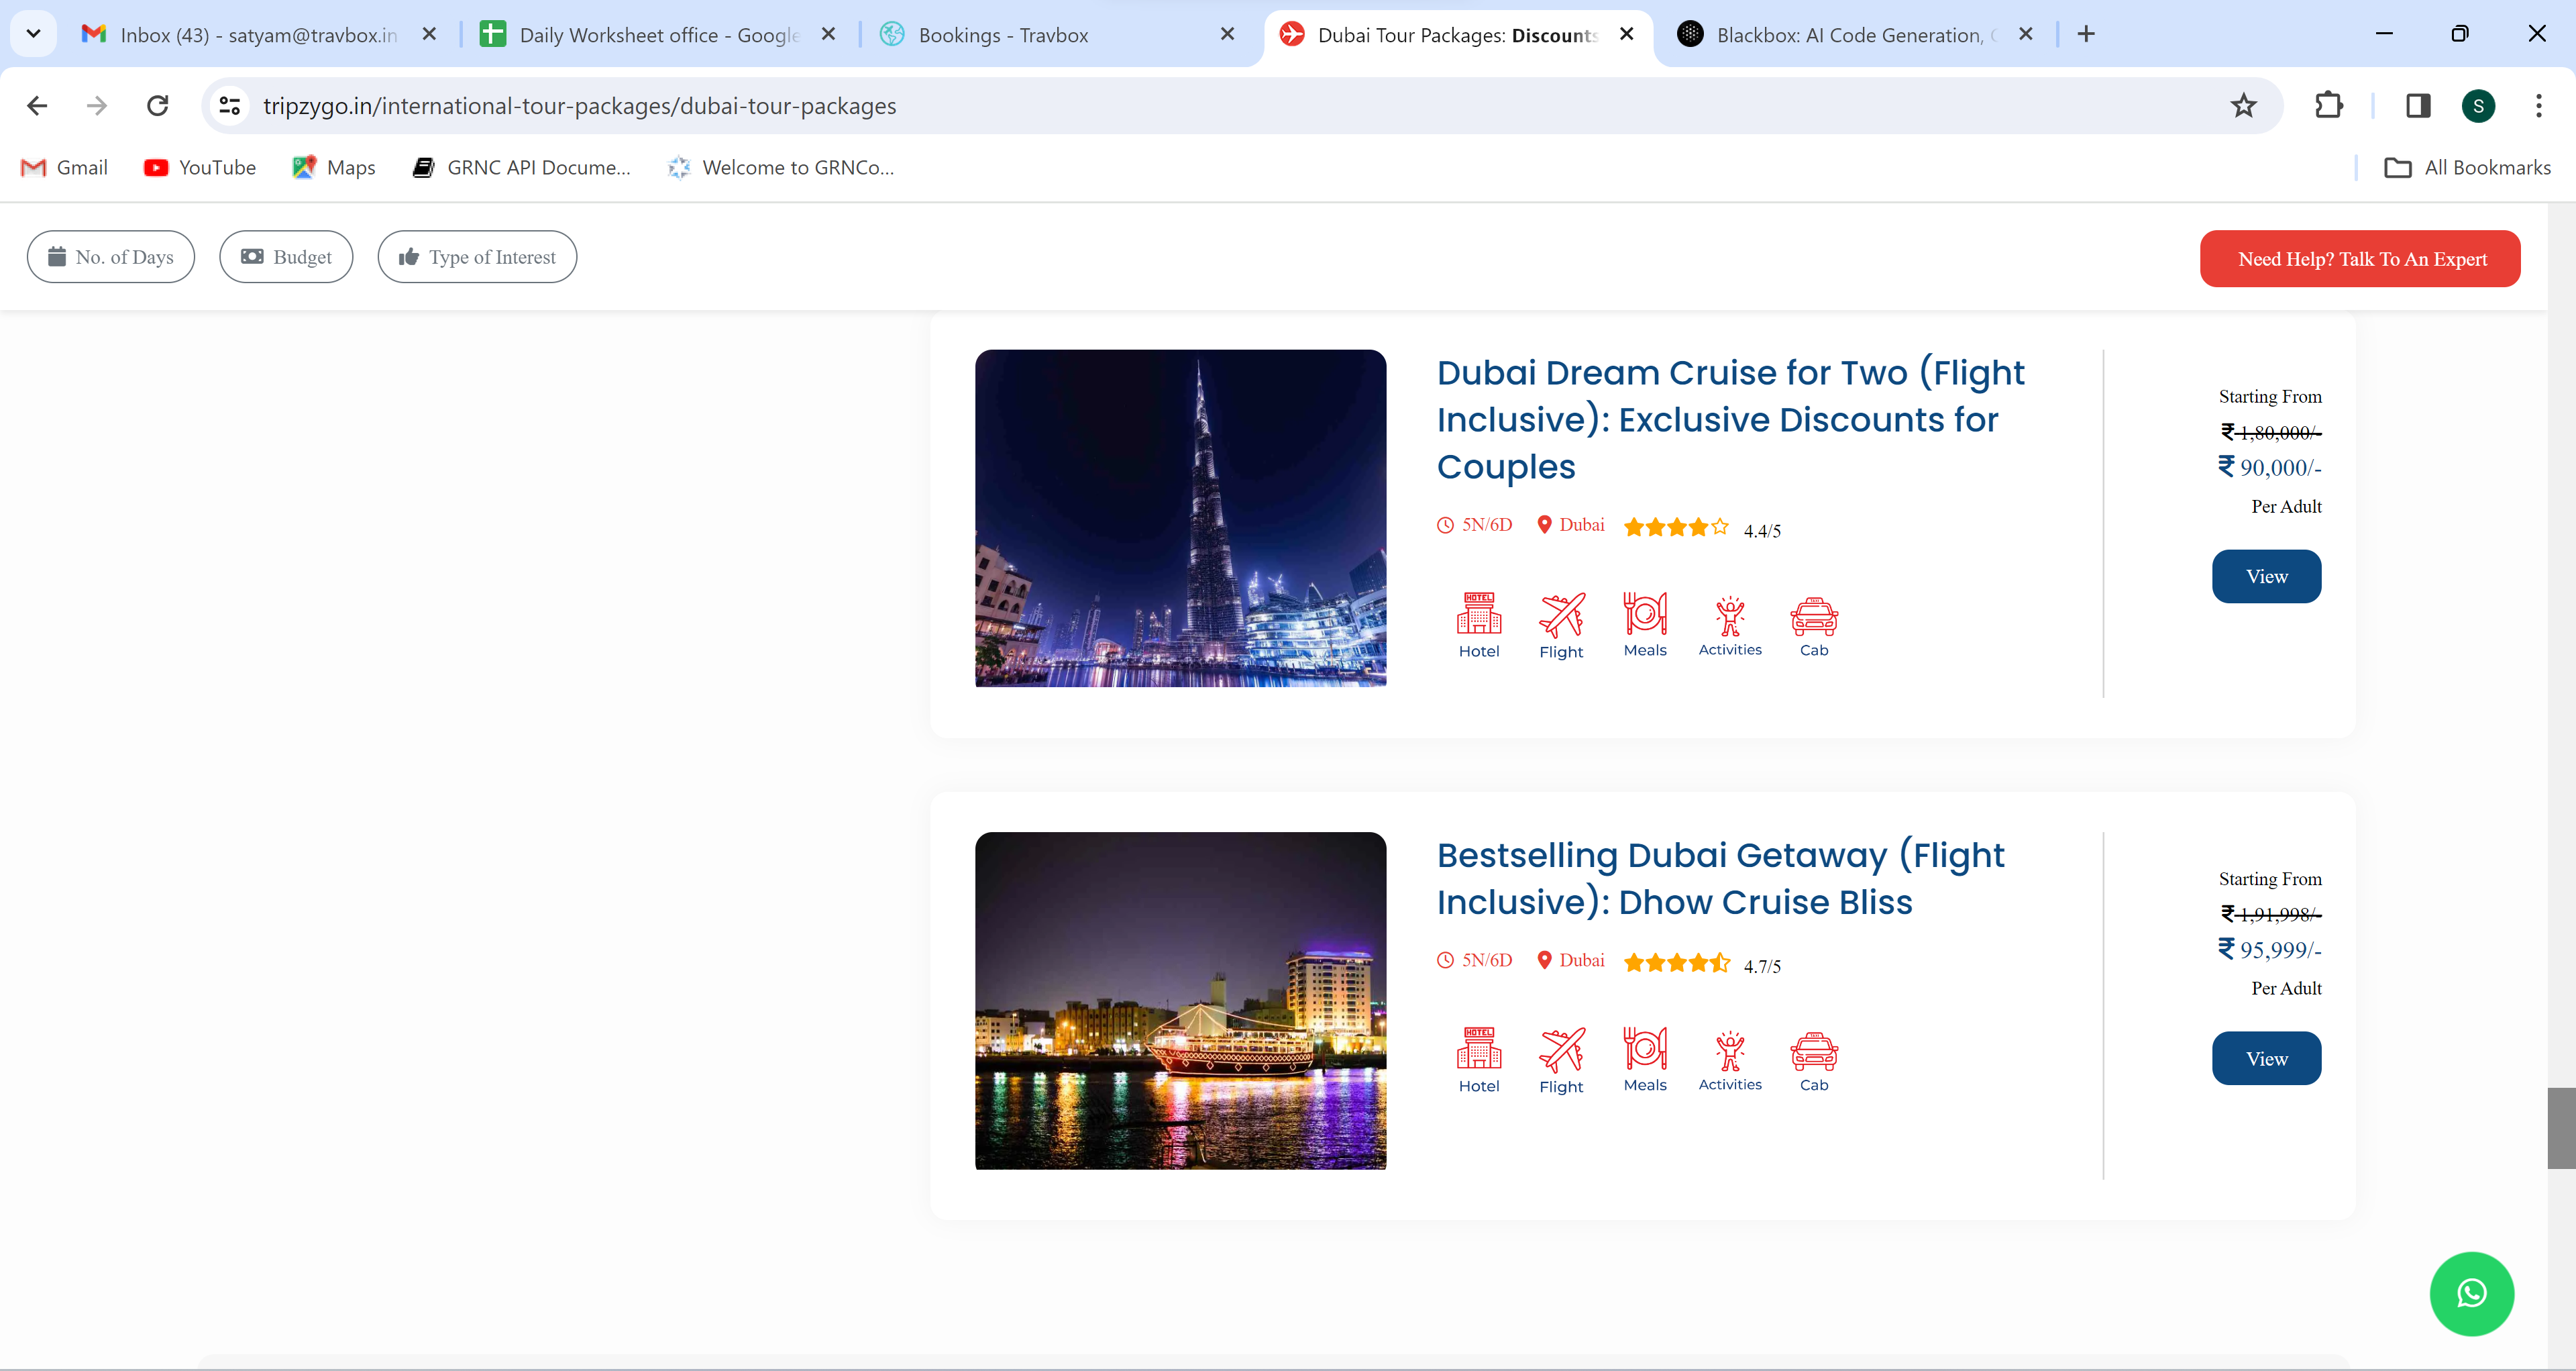 Inbox (43) - satyam@travbox.in
Daily Worksheet office - Google
Bookings - Travbox
Dubai Tour Packages: Discounts
Blackbox: AI Code Generation,
tripzygo.in/international-tour-packages/dubai-tour-packages
S
Gmail
YouTube
Maps
GRNC API Docume...
Welcome to GRNCo...
All Bookmarks
No. of Days
Budget
Type of Interest
Need Help? Talk To An Expert
Dubai Dream Cruise for Two (Flight
Inclusive): Exclusive Discounts for
Couples
5N/6D Dubai 4.4/5
HOTEL
Hotel Flight Meals Activities Cab
Starting From
₹ 1,80,000/-
₹ 90,000/-
Per Adult
View
Bestselling Dubai Getaway (Flight
Inclusive): Dhow Cruise Bliss
5N/6D Dubai 4.7/5
HOTEL
Hotel Flight Meals Activities Cab
Starting From
₹ 1,91,998/-
₹ 95,999/-
Per Adult
View